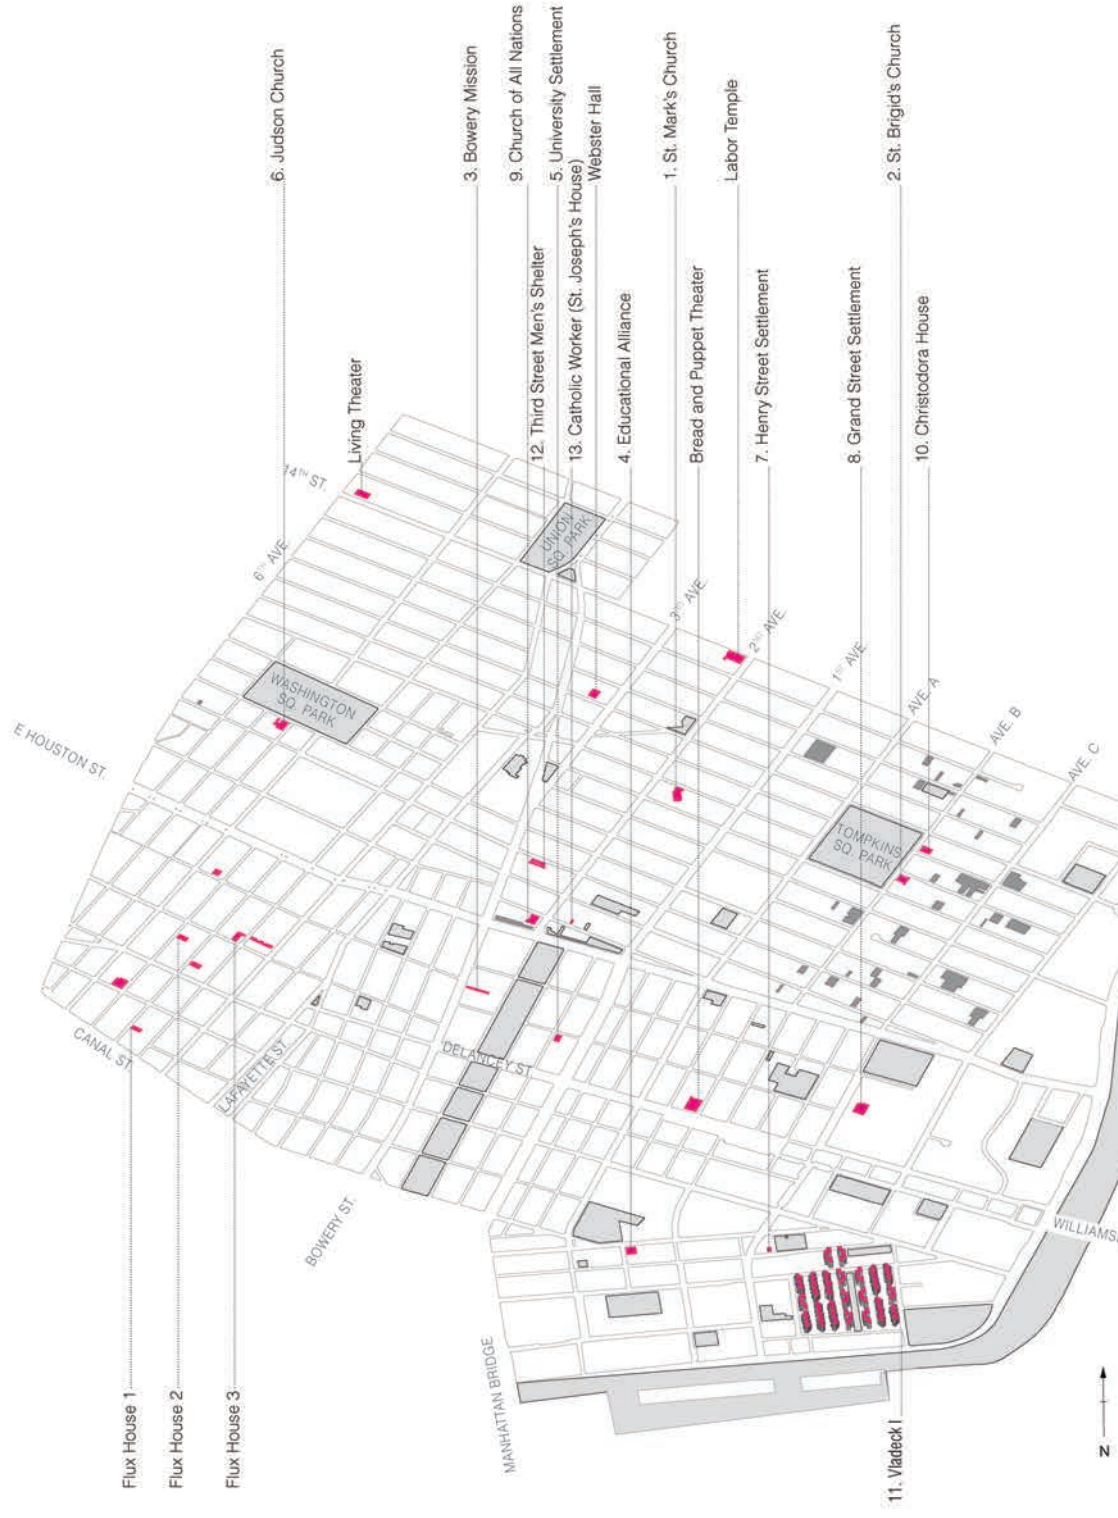 6. Judson Church
3. Bowery Mission
9. Church of All Nations
5. University Settlement
Webster Hall
1. St. Mark's Church
Labor Temple
2. St. Brigid's Church
Living Theater
12. Third Street Men's Shelter
13. Catholic Worker (St. Joseph's House)
4. Educational Alliance
Bread and Puppet Theater
7. Henry Street Settlement
8. Grand Street Settlement
10. Christodora House
14TH ST.
6TH AVE
UNION
SQ. PARK
WASHINGTON
SQ. PARK
E HOUSTON ST.
3RD AVE.
2ND AVE.
1ST AVE.
AVE. A
AVE. B
AVE. C
TOMPKINS
SQ. PARK
CANAL ST.
LAFAYETTE ST
DELANCEY ST
BOWERY ST.
MANHATTAN BRIDGE
WILLIAMS
Flux House 1
Flux House 2
Flux House 3
11. Vladeck I
N